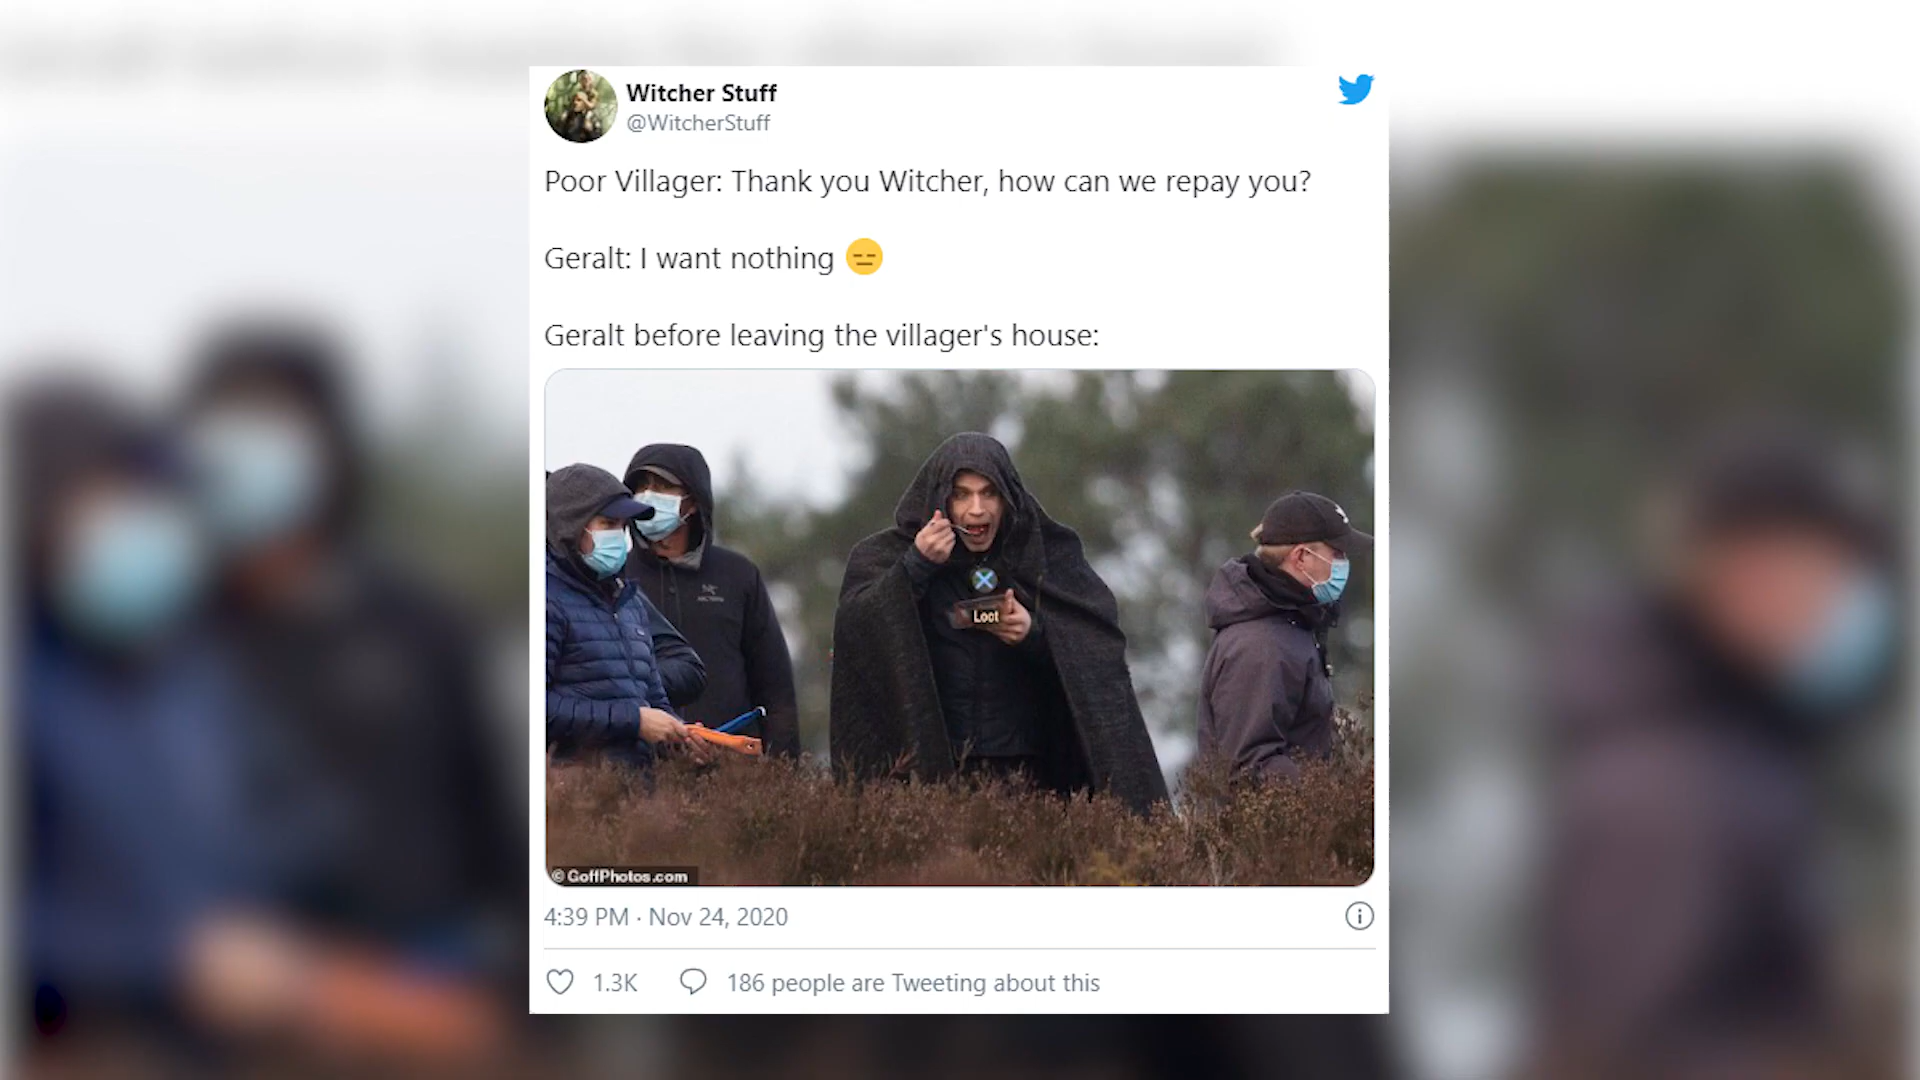 Witcher Stuff
@WitcherStuff
Poor Villager: Thank you Witcher, how can we repay you?
Geralt: I want nothing 😑
Geralt before leaving the villager's house:
Loot
© GoffPhotos.com
4:39 PM · Nov 24, 2020
1.3K 186 people are Tweeting about this